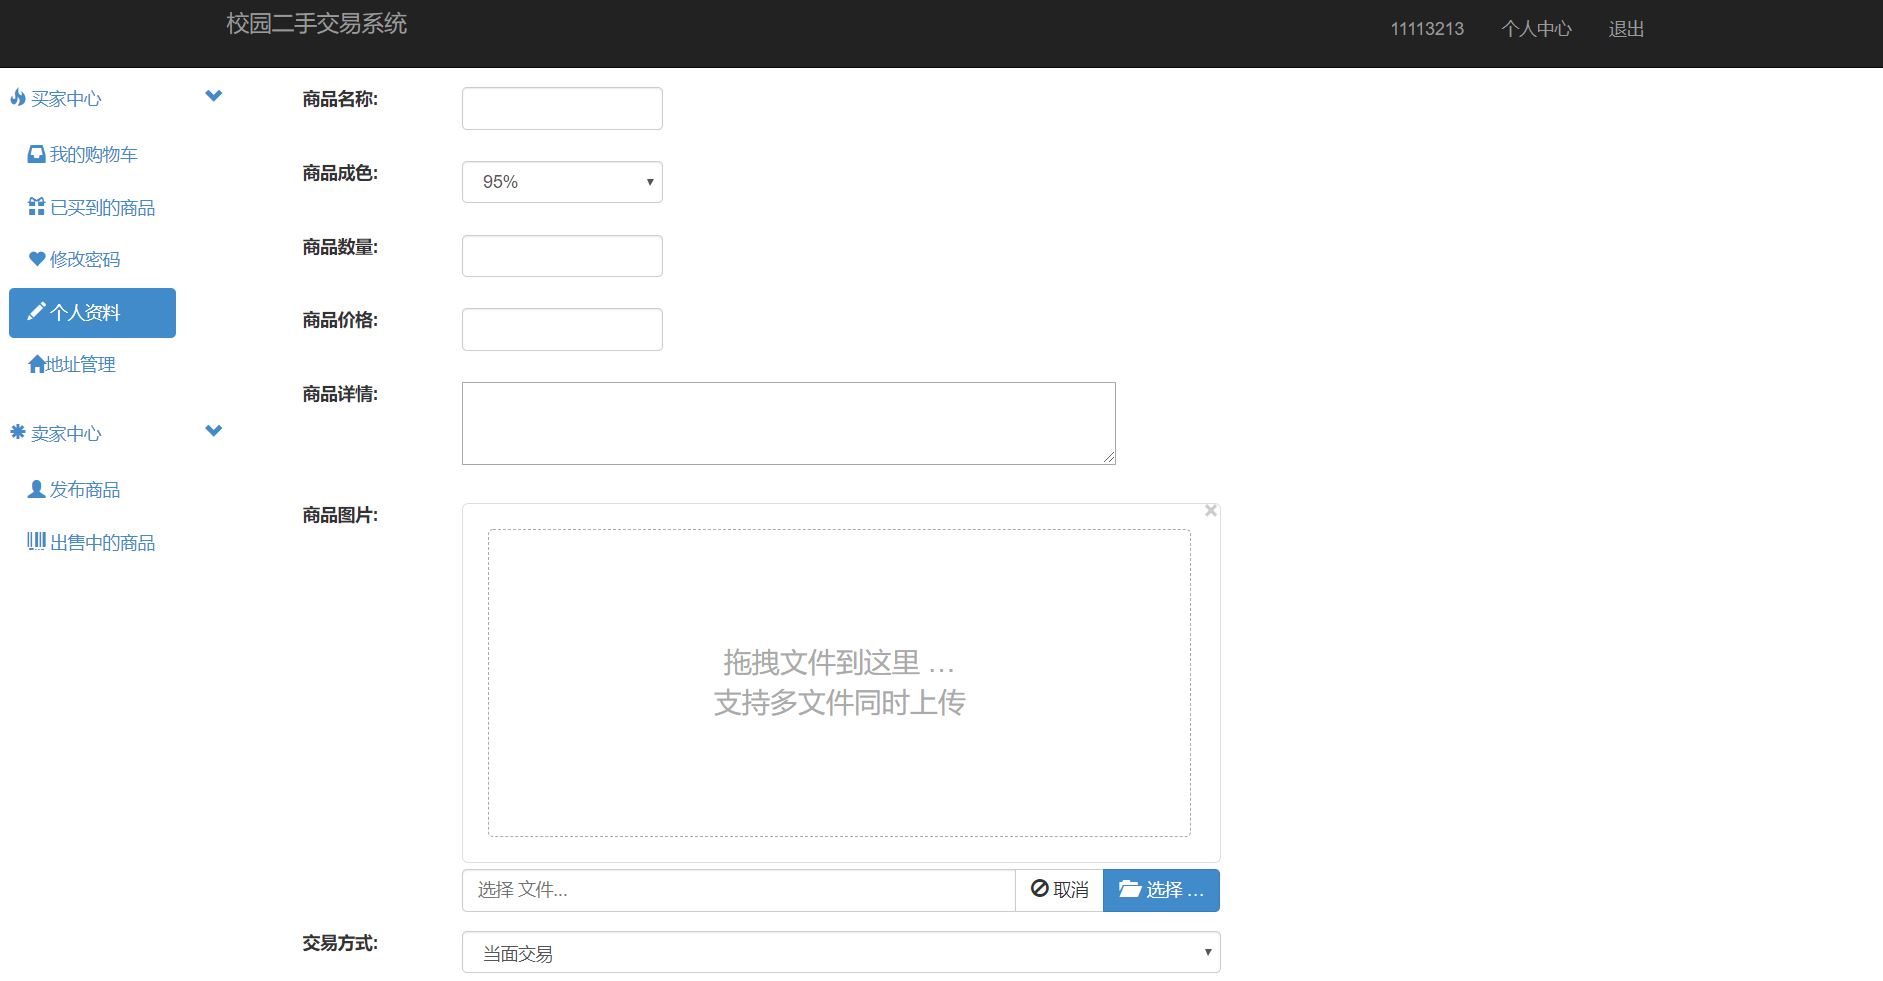 校园二手交易系统
11113213 个人中心 退出
买家中心
我的购物车
已买到的商品
修改密码
个人资料
地址管理
卖家中心
发布商品
出售中的商品
商品名称:
商品成色: 95%
商品数量:
商品价格:
商品详情:
商品图片:
拖拽文件到这里 …
支持多文件同时上传
选择 文件... 取消 选择 …
交易方式: 当面交易